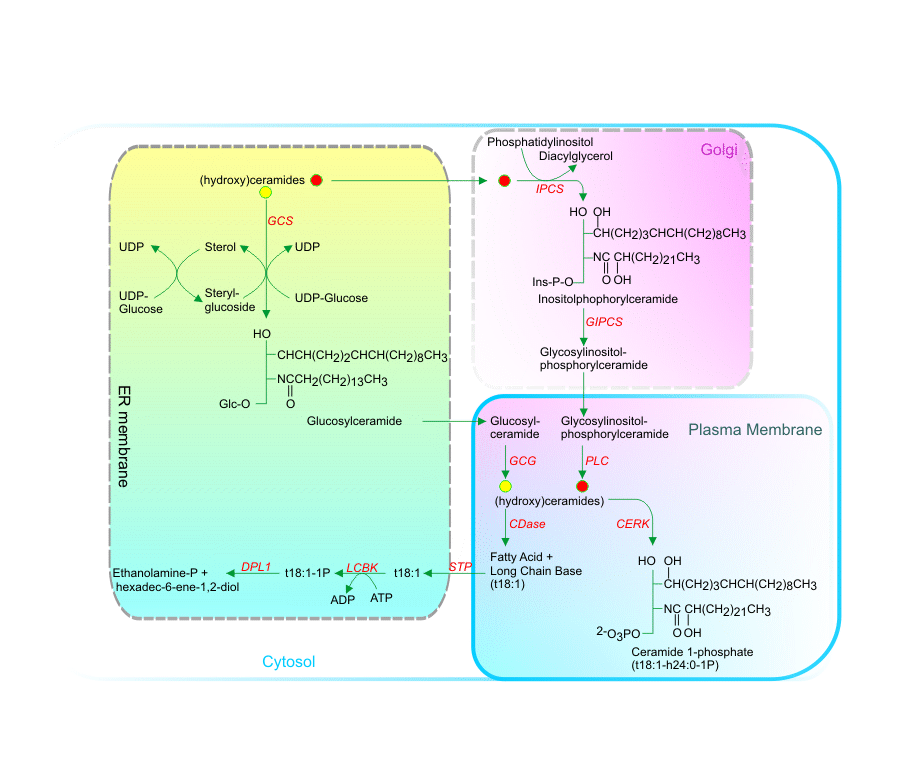 Phosphatidylinositol
Diacylglycerol
Golgi
(hydroxy)ceramides
IPCS
GCS
HO OH
CH(CH2)3CHCH(CH2)8CH3
NC CH(CH2)21CH3
O OH
Ins-P-O
Inositolphophorylceramide
UDP
Sterol
UDP
UDP-
Glucose
Steryl-
glucoside
UDP-Glucose
GIPCS
HO
CHCH(CH2)2CHCH(CH2)8CH3
NCCH2(CH2)13CH3
O
Glc-O
Glycosylinositol-
phosphorylceramide
ER membrane
Glucosylceramide
Glucosyl-
ceramide
Glycosylinositol-
phosphorylceramide
Plasma Membrane
GCG
PLC
(hydroxy)ceramides)
CDase
CERK
Fatty Acid +
Long Chain Base
(t18:1)
STP
t18:1
LCBK
ADP
ATP
t18:1-1P
DPL1
Ethanolamine-P +
hexadec-6-ene-1,2-diol
HO OH
CH(CH2)3CHCH(CH2)8CH3
NC CH(CH2)21CH3
O OH
2-O3PO
Ceramide 1-phosphate
(t18:1-h24:0-1P)
Cytosol